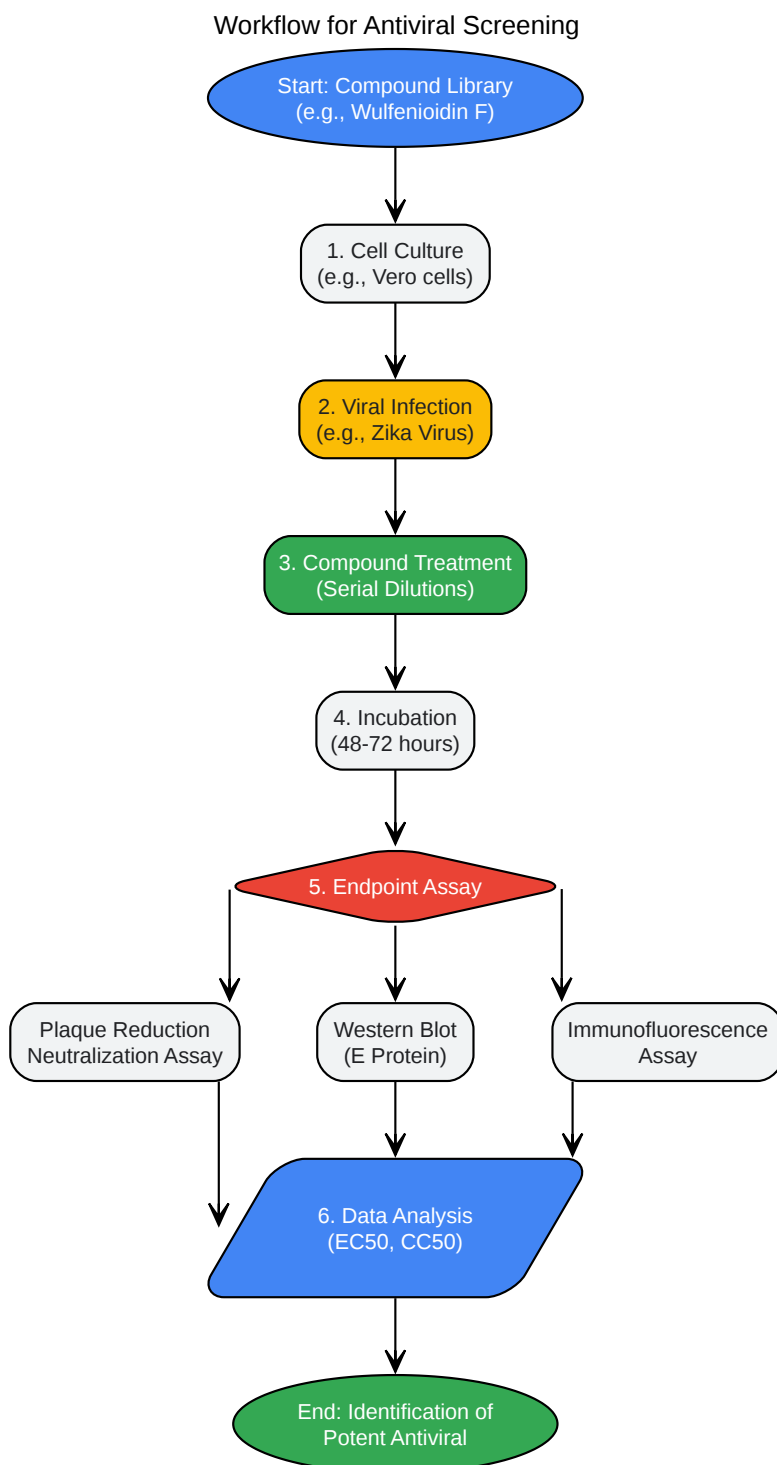 Workflow for Antiviral Screening
Start: Compound Library
(e.g., Wulfenioidin F)
1. Cell Culture
(e.g., Vero cells)
2. Viral Infection
(e.g., Zika Virus)
3. Compound Treatment
(Serial Dilutions)
4. Incubation
(48-72 hours)
5. Endpoint Assay
Plaque Reduction
Neutralization Assay
Western Blot
(E Protein)
Immunofluorescence
Assay
6. Data Analysis
(EC50, CC50)
End: Identification of
Potent Antiviral